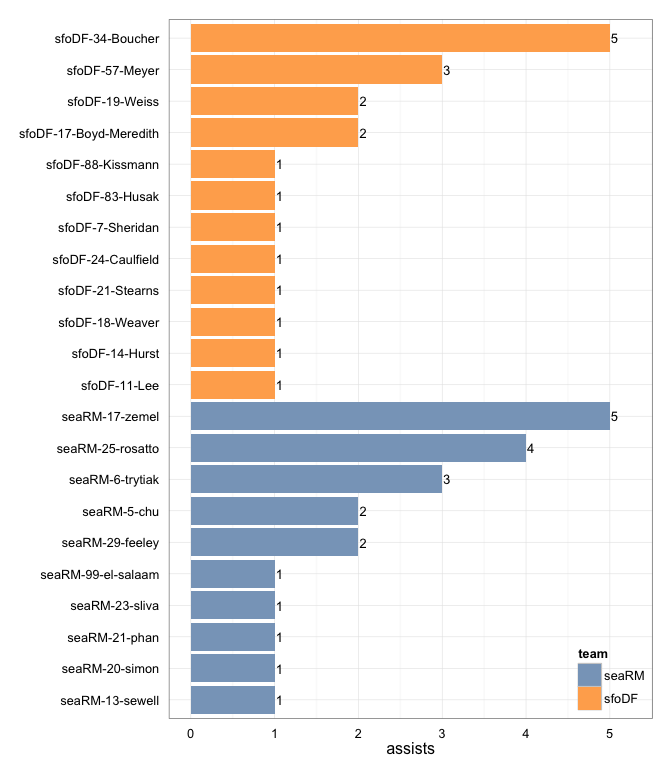 sfoDF-34-Boucher 5
sfoDF-57-Meyer 3
sfoDF-19-Weiss 2
sfoDF-17-Boyd-Meredith 2
sfoDF-88-Kissmann 1
sfoDF-83-Husak 1
sfoDF-7-Sheridan 1
sfoDF-24-Caulfield 1
sfoDF-21-Stearns 1
sfoDF-18-Weaver 1
sfoDF-14-Hurst 1
sfoDF-11-Lee 1
seaRM-17-zemel 5
seaRM-25-rosatto 4
seaRM-6-trytiak 3
seaRM-5-chu 2
seaRM-29-feeley 2
seaRM-99-el-salaam 1
seaRM-23-sliva 1
seaRM-21-phan 1
seaRM-20-simon 1
seaRM-13-sewell 1
team
seaRM
sfoDF
0 1 2 3 4 5
assists